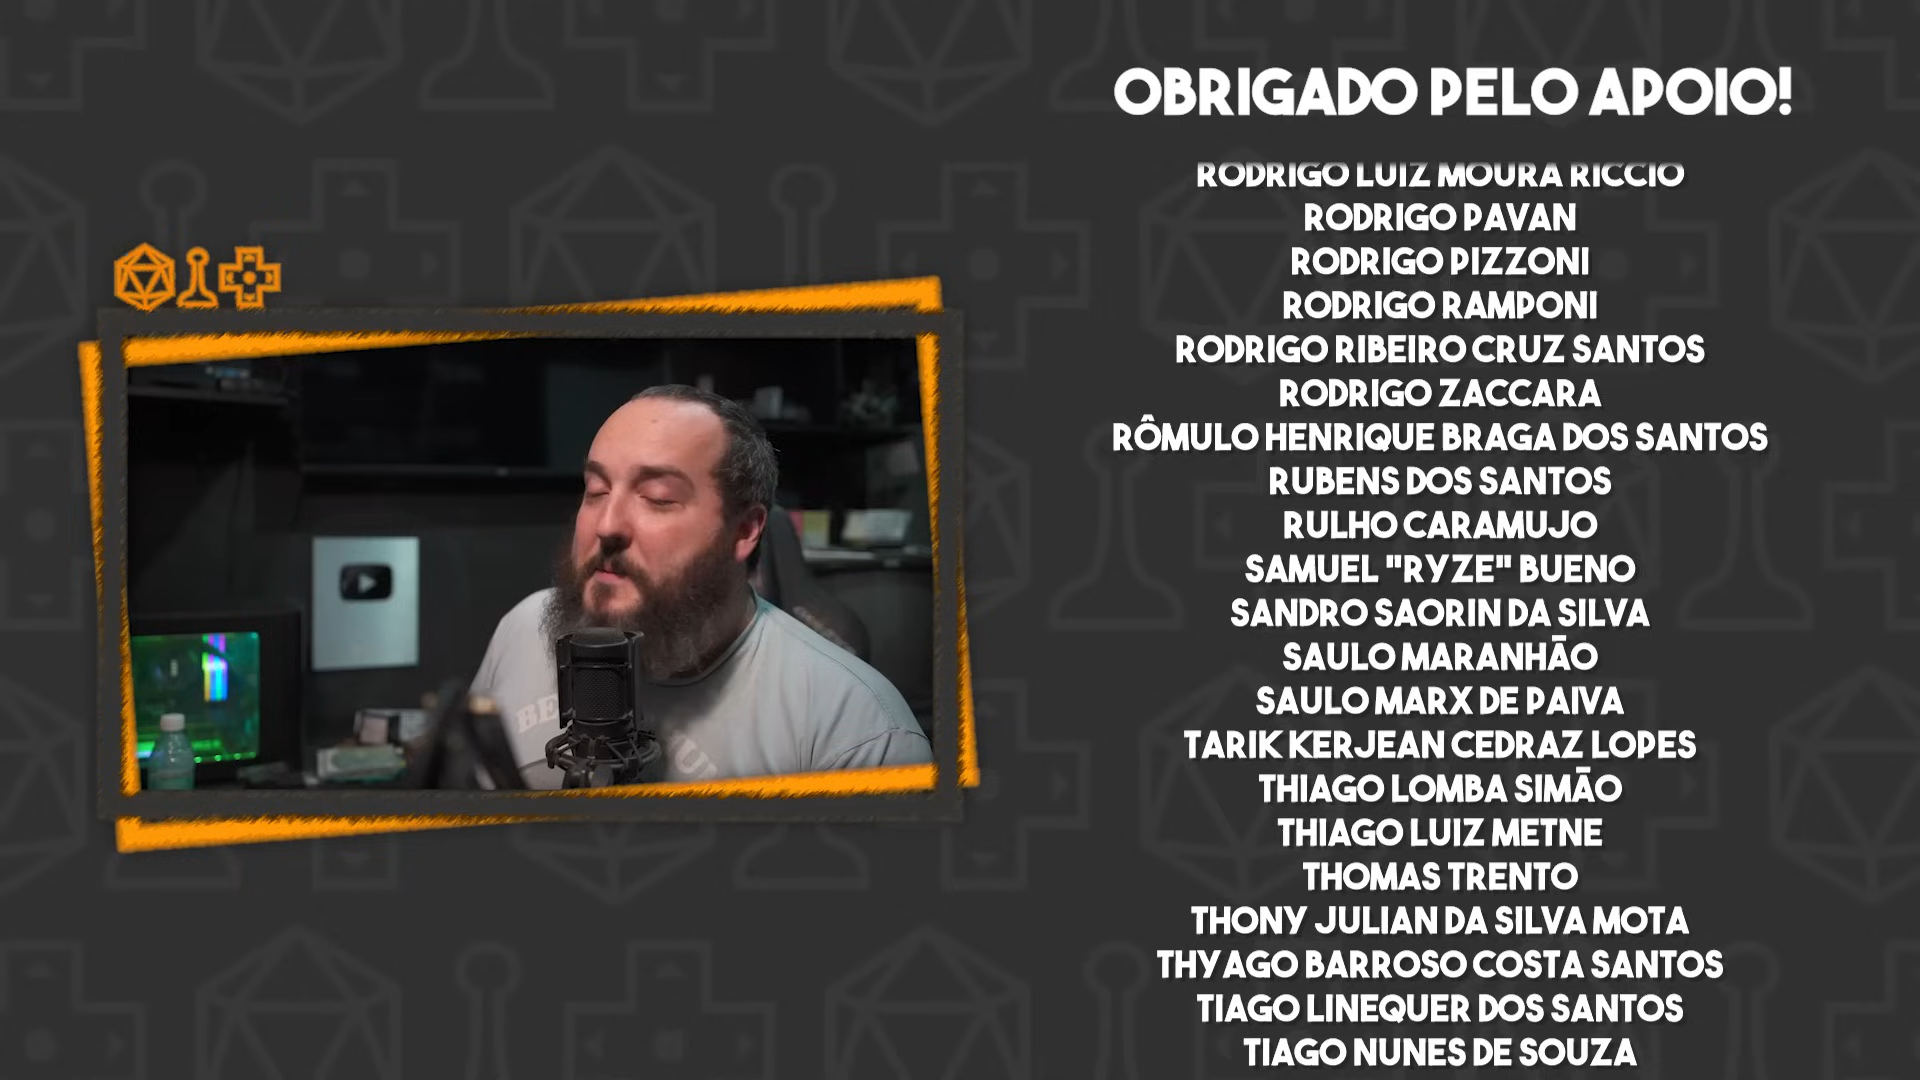 OBRIGADO PELO APOIO!
RODRIGO LUIZ MOURA RICCIO
RODRIGO PAVAN
RODRIGO PIZZONI
RODRIGO RAMPONI
RODRIGO RIBEIRO CRUZ SANTOS
RODRIGO ZACCARA
RÔMULO HENRIQUE BRAGA DOS SANTOS
RUBENS DOS SANTOS
RULHO CARAMUJO
SAMUEL "RYZE" BUENO
SANDRO SAORIN DA SILVA
SAULO MARANHÃO
SAULO MARX DE PAIVA
TARIK KERJEAN CEDRAZ LOPES
THIAGO LOMBA SIMÃO
THIAGO LUIZ METNE
THOMAS TRENTO
THONY JULIAN DA SILVA MOTA
THYAGO BARROSO COSTA SANTOS
TIAGO LINEQUER DOS SANTOS
TIAGO NUNES DE SOUZA